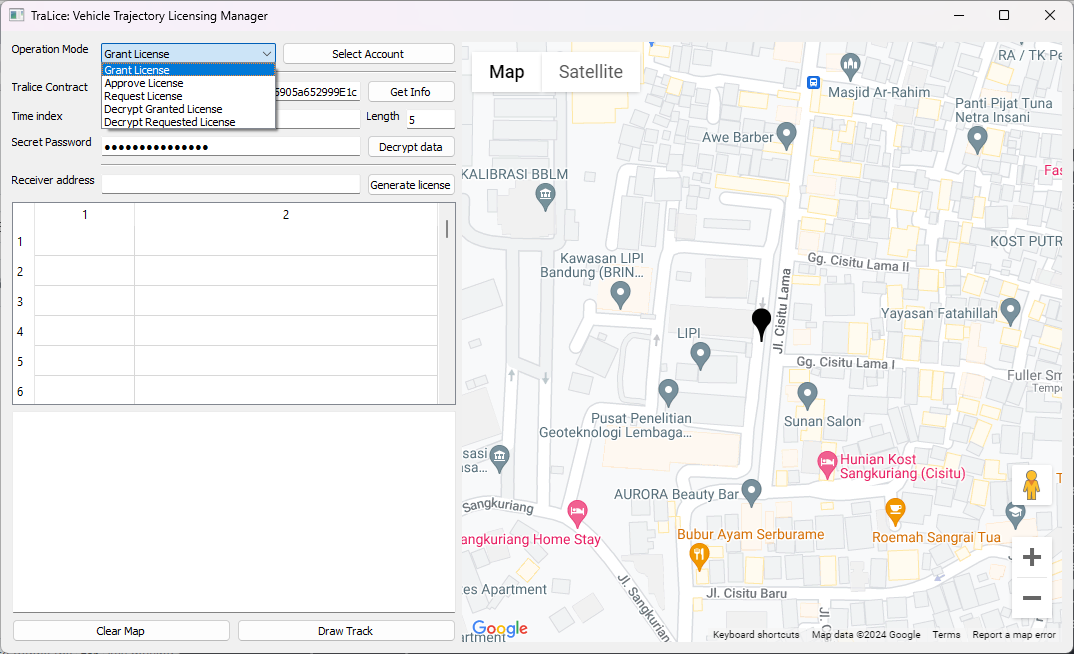 TraLice: Vehicle Trajectory Licensing Manager
Operation Mode
Grant License
Select Account
Grant License
Approve License
Request License
Decrypt Granted License
Decrypt Requested License
Tralice Contract
5905a652999E1c
Get Info
Time index
Length
5
Secret Password
●●●●●●●●●●●●●●●
Decrypt data
Receiver address
Generate license
1 2
1
2
3
4
5
6
Clear Map
Draw Track
Map
Satellite
RA / TK Pe
Masjid Ar-Rahim
Panti Pijat Tuna
Netra Insani
Awe Barber
KALIBRASI BBLM
Fas
KOST PUTR
Kawasan LIPI
Bandung (BRIN...
Gg. Cisitu Lama II
Jl. Cisitu Lama
Yayasan Fatahillah
LIPI
Gg. Cisitu Lama I
Fuller Sm
Tempo
Pusat Penelitian
Geoteknologi Lembaga...
Sunan Salon
sasi
sa...
Hunian Kost
Sangkuriang (Cisitu)
AURORA Beauty Bar
Sangkuriang
Bubur Ayam Serburame
Roemah Sangrai Tua
angkuriang Home Stay
es Apartment
Jl. Sangkuriang
Jl. Cisitu Baru
Jl.
artment
Google
Keyboard shortcuts
Map data ©2024 Google
Terms
Report a map error